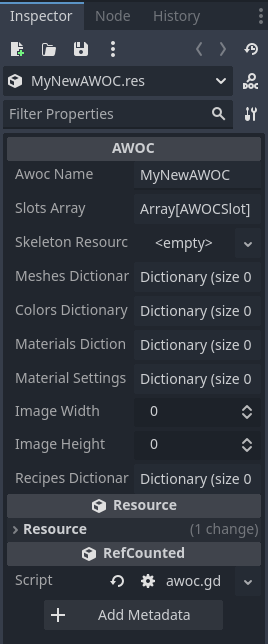 Inspector Node History
MyNewAWOC.res
DOC
Filter Properties
AWOC
Awoc Name MyNewAWOC
Slots Array Array[AWOCSlot]
Skeleton Resourc <empty>
Meshes Dictionar Dictionary (size 0
Colors Dictionary Dictionary (size 0
Materials Diction Dictionary (size 0
Material Settings Dictionary (size 0
Image Width 0
Image Height 0
Recipes Dictionar Dictionary (size 0
Resource
Resource (1 change)
RefCounted
Script awoc.gd
Add Metadata